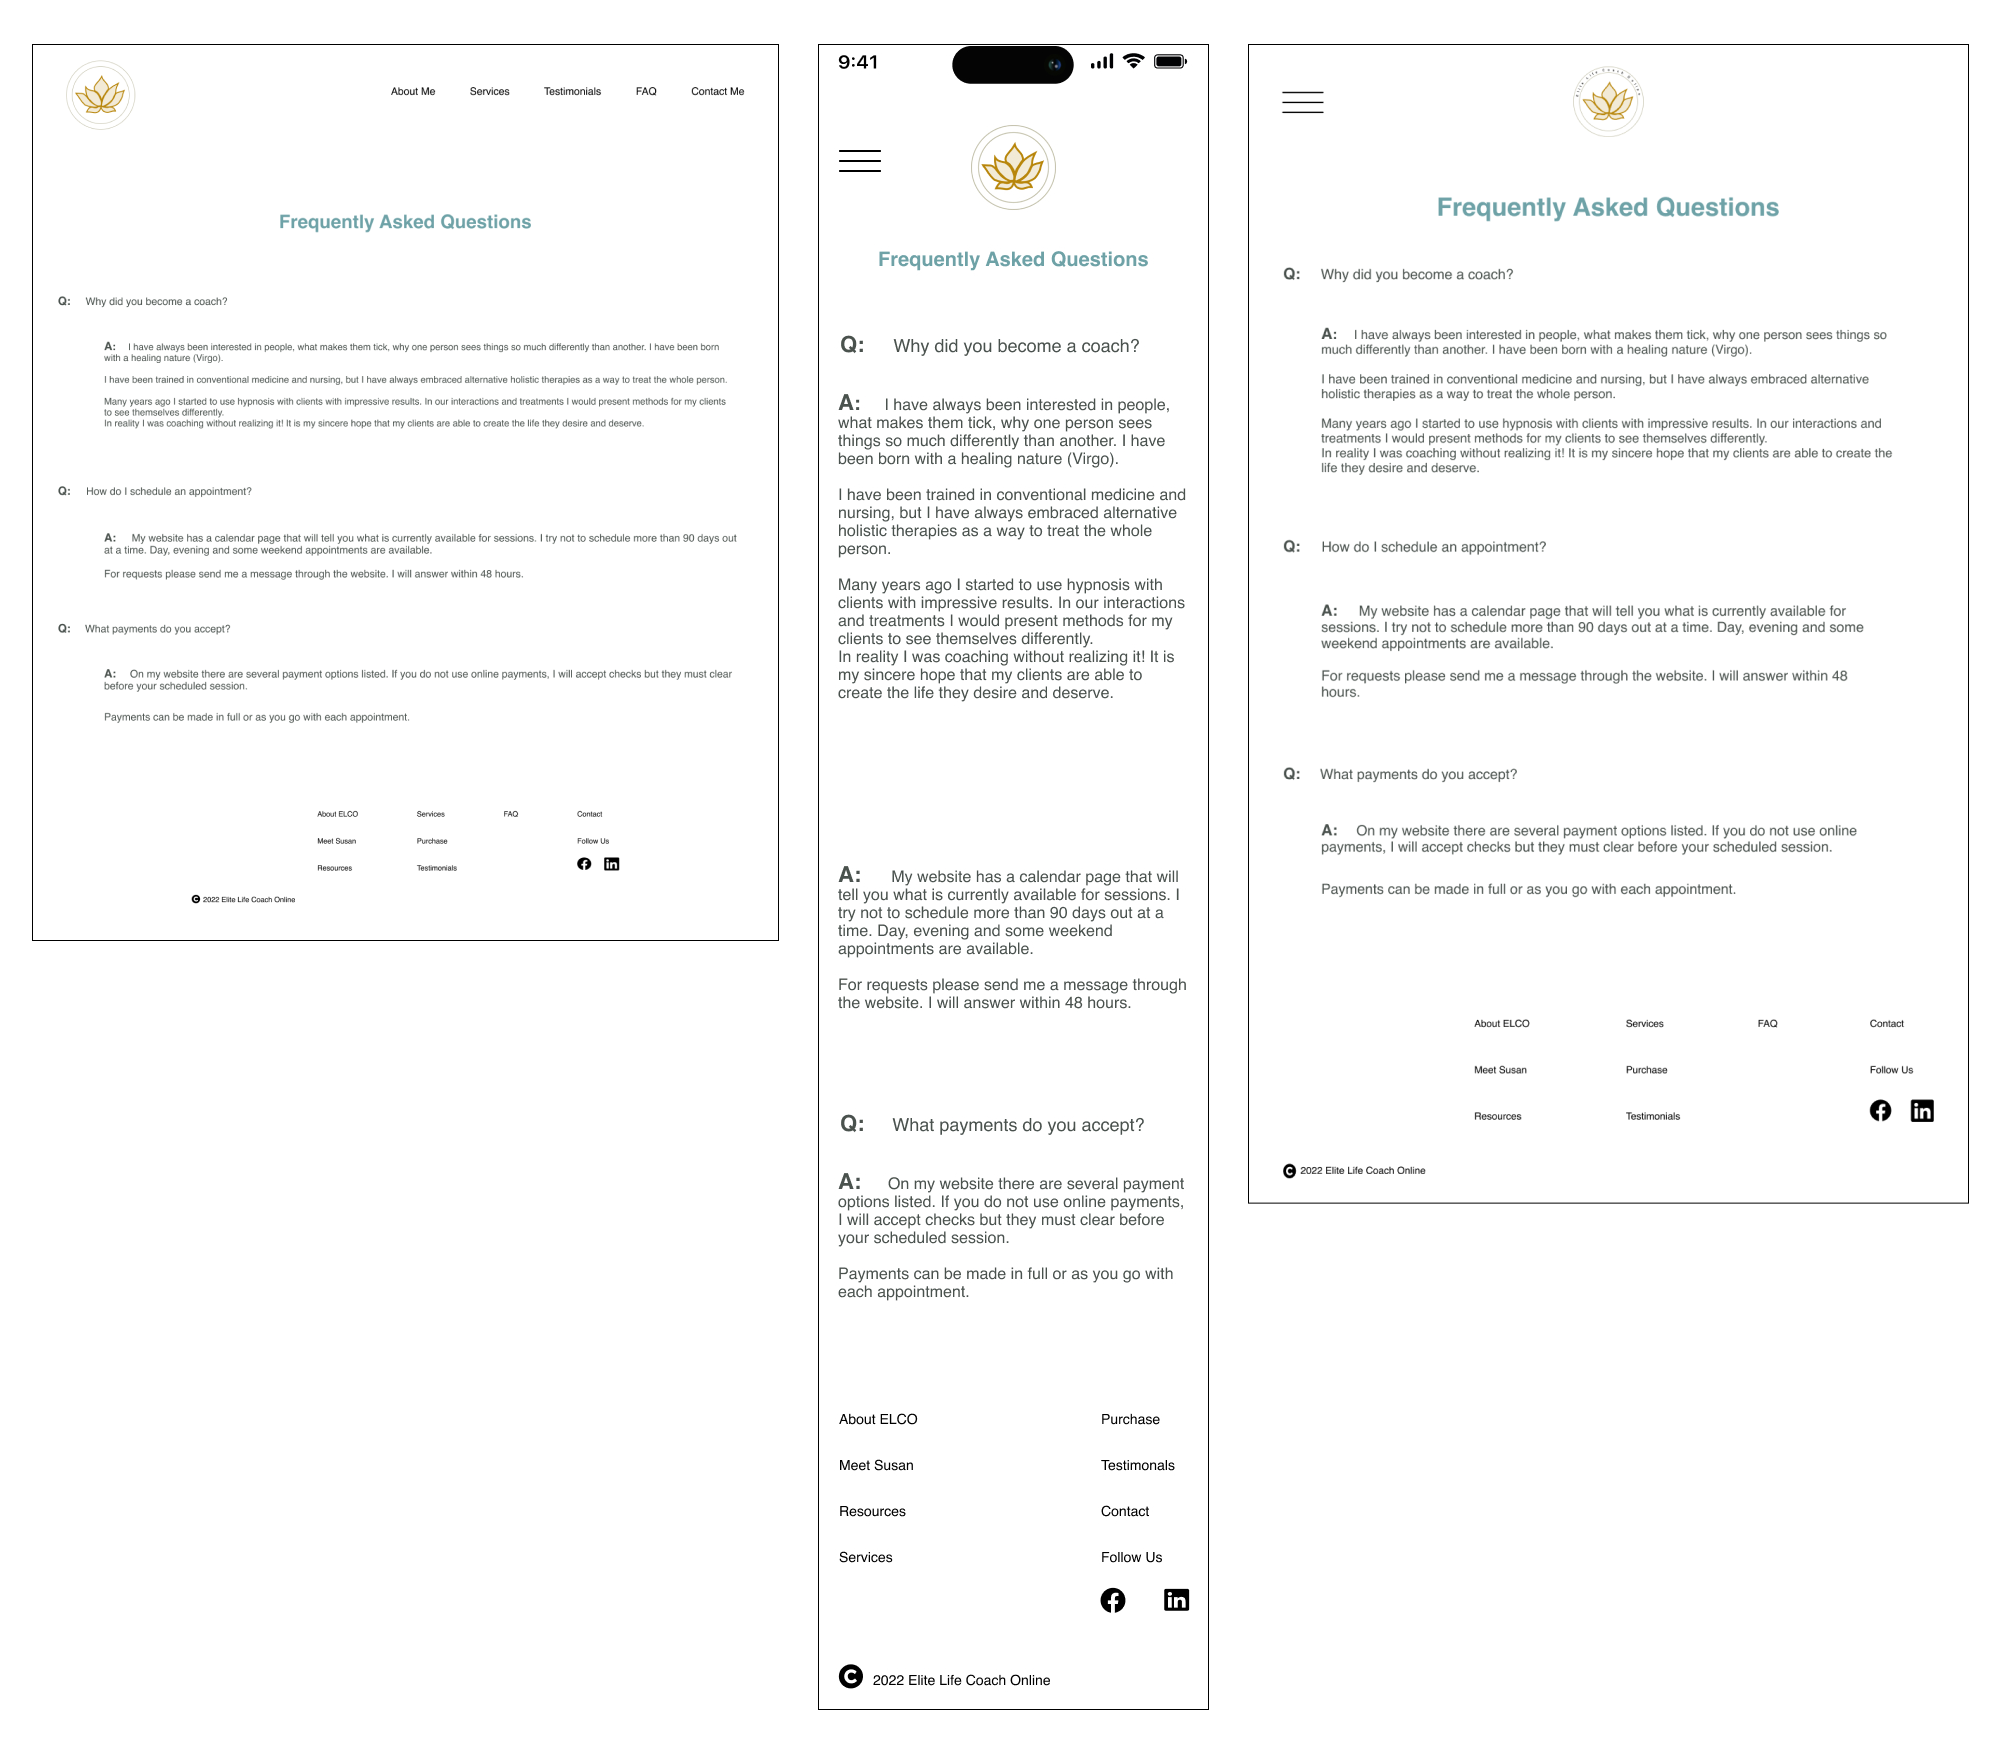 About Me Services Testimonials FAQ Contact Me
Frequently Asked Questions
Q: Why did you become a coach?
A: I have always been interested in people, what makes them tick, why one person sees things so much differently than another. I have been born
with a healing nature (Virgo).
I have been trained in conventional medicine and nursing, but I have always embraced alternative holistic therapies as a way to treat the whole person.
Many years ago I started to use hypnosis with clients with impressive results. In our interactions and treatments I would present methods for my clients
to see themselves differently.
In reality I was coaching without realizing it! It is my sincere hope that my clients are able to create the life they desire and deserve.
Q: How do I schedule an appointment?
A: My website has a calendar page that will tell you what is currently available for sessions. I try not to schedule more than 90 days out
at a time. Day, evening and some weekend appointments are available.
For requests please send me a message through the website. I will answer within 48 hours.
Q: What payments do you accept?
A: On my website there are several payment options listed. If you do not use online payments, I will accept checks but they must clear
before your scheduled session.
Payments can be made in full or as you go with each appointment.
About ELCO Services FAQ Contact
Meet Susan Purchase Follow Us
Resources Testimonials
2022 Elite Life Coach Online
9:41
Frequently Asked Questions
Q: Why did you become a coach?
A: I have always been interested in people,
what makes them tick, why one person sees
things so much differently than another. I have
been born with a healing nature (Virgo).
I have been trained in conventional medicine and
nursing, but I have always embraced alternative
holistic therapies as a way to treat the whole
person.
Many years ago I started to use hypnosis with
clients with impressive results. In our interactions
and treatments I would present methods for my
clients to see themselves differently.
In reality I was coaching without realizing it! It is
my sincere hope that my clients are able to
create the life they desire and deserve.
A: My website has a calendar page that will
tell you what is currently available for sessions. I
try not to schedule more than 90 days out at a
time. Day, evening and some weekend
appointments are available.
For requests please send me a message through
the website. I will answer within 48 hours.
Q: What payments do you accept?
A: On my website there are several payment
options listed. If you do not use online payments,
I will accept checks but they must clear before
your scheduled session.
Payments can be made in full or as you go with
each appointment.
About ELCO Purchase
Meet Susan Testimonals
Resources Contact
Services Follow Us
2022 Elite Life Coach Online
Elite Life Coach Online
Frequently Asked Questions
Q: Why did you become a coach?
A: I have always been interested in people, what makes them tick, why one person sees things so
much differently than another. I have been born with a healing nature (Virgo).
I have been trained in conventional medicine and nursing, but I have always embraced alternative
holistic therapies as a way to treat the whole person.
Many years ago I started to use hypnosis with clients with impressive results. In our interactions and
treatments I would present methods for my clients to see themselves differently.
In reality I was coaching without realizing it! It is my sincere hope that my clients are able to create the
life they desire and deserve.
Q: How do I schedule an appointment?
A: My website has a calendar page that will tell you what is currently available for
sessions. I try not to schedule more than 90 days out at a time. Day, evening and some
weekend appointments are available.
For requests please send me a message through the website. I will answer within 48
hours.
Q: What payments do you accept?
A: On my website there are several payment options listed. If you do not use online
payments, I will accept checks but they must clear before your scheduled session.
Payments can be made in full or as you go with each appointment.
About ELCO Services FAQ Contact
Meet Susan Purchase Follow Us
Resources Testimonials
2022 Elite Life Coach Online